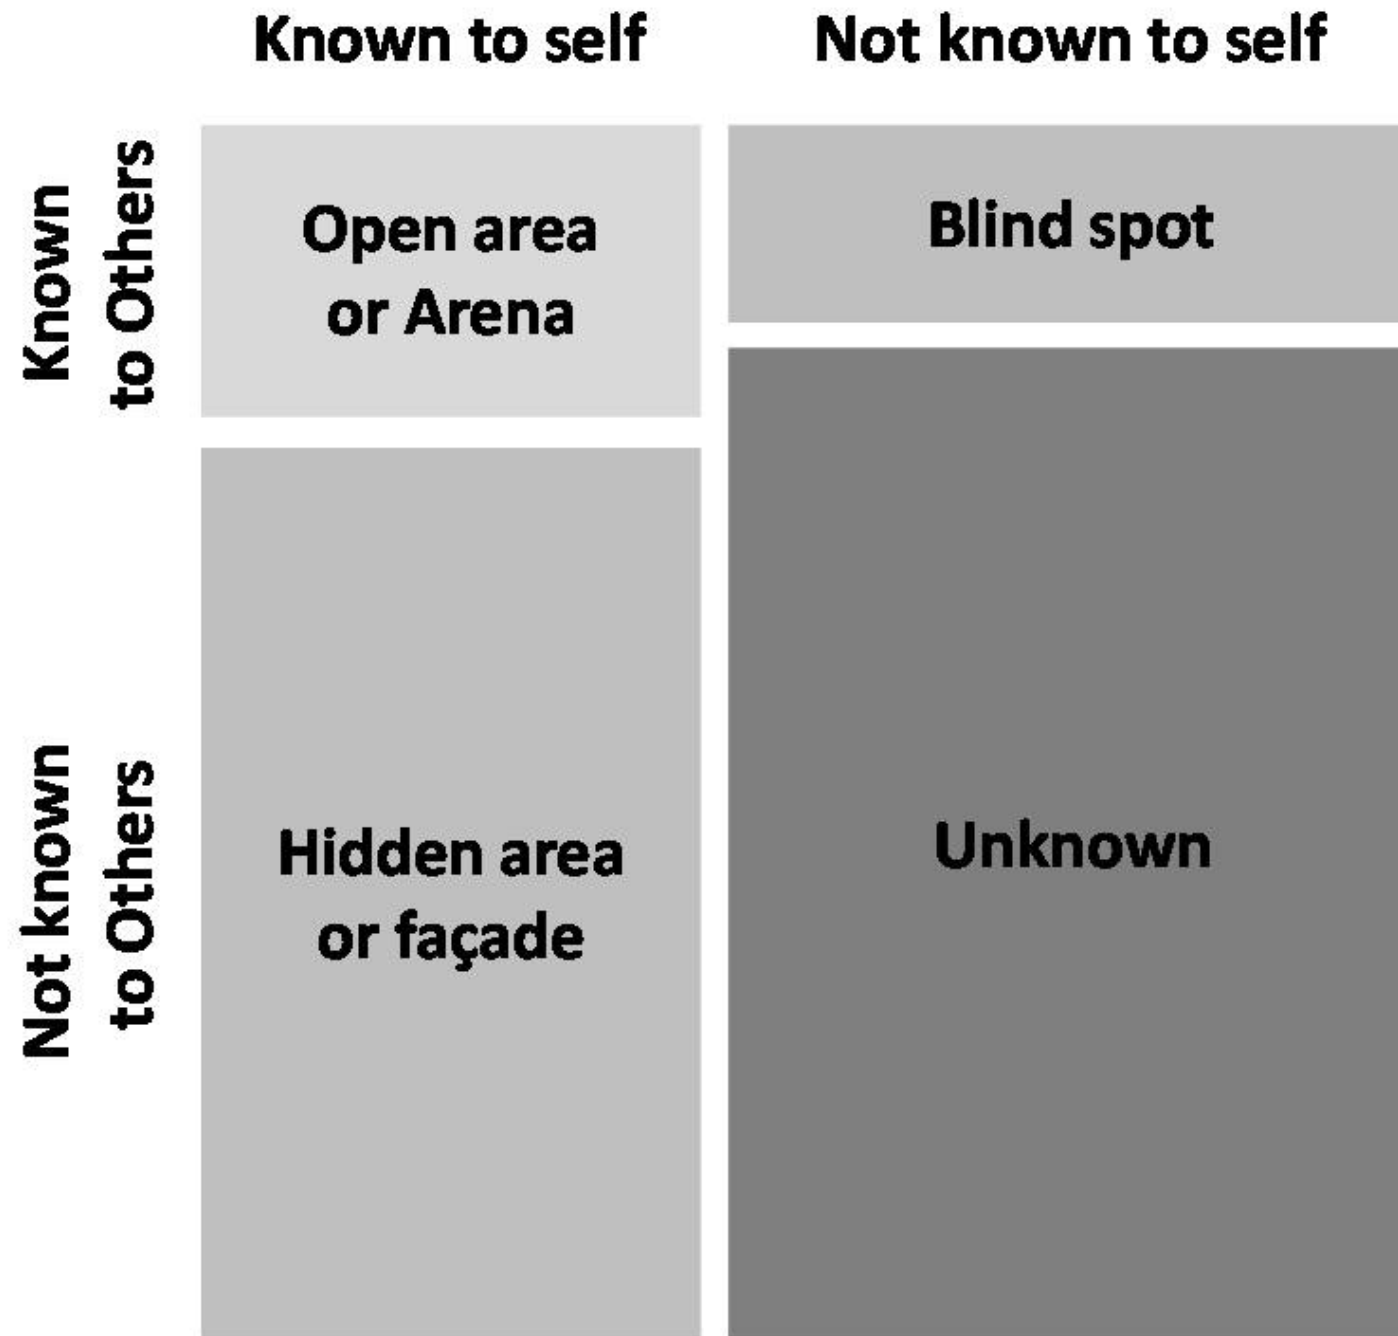 Known to self
Not known to self
Known
to Others
Open area
or Arena
Blind spot
Not known
to Others
Hidden area
or façade
Unknown